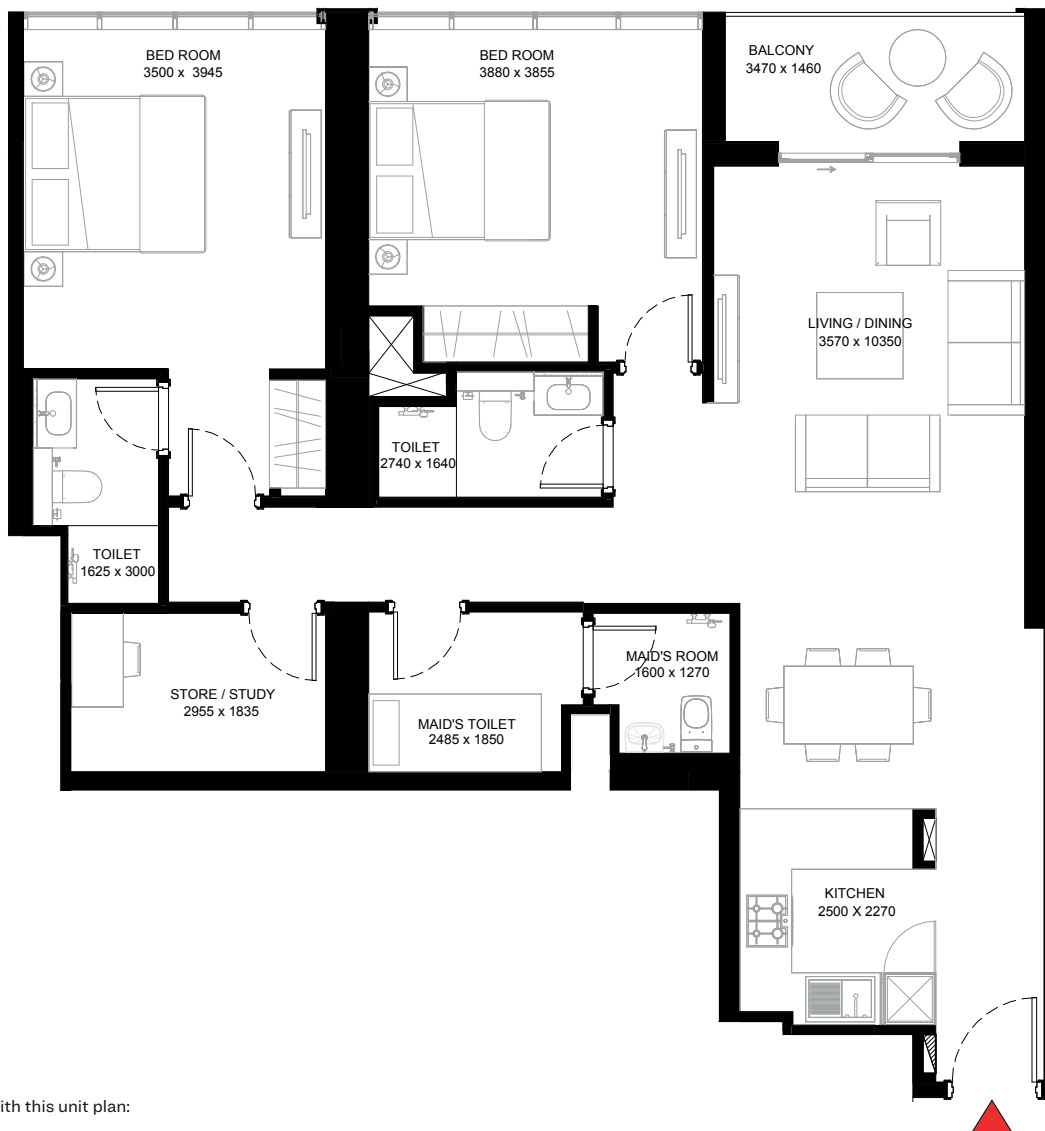 BED ROOM
3500 x 3945
BED ROOM
3880 x 3855
BALCONY
3470 x 1460
LIVING / DINING
3570 x 10350
TOILET
2740 x 1640
TOILET
1625 x 3000
STORE / STUDY
2955 x 1835
MAID'S TOILET
2485 x 1850
MAID'S ROOM
1600 x 1270
KITCHEN
2500 X 2270
ith this unit plan: